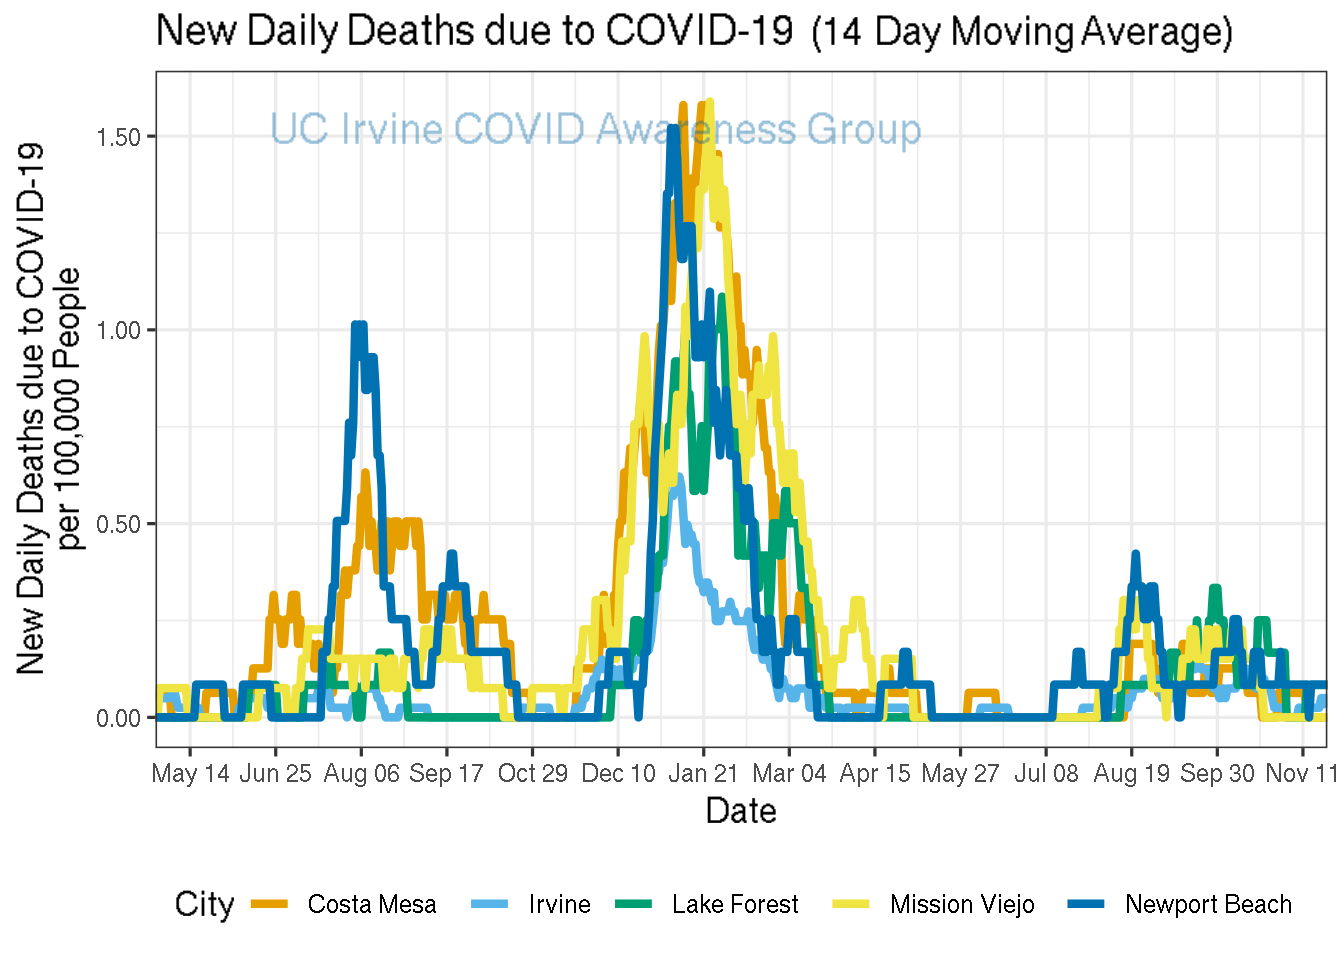 New Daily Deaths due to COVID-19 (14 Day Moving Average)
UC Irvine COVID Awareness Group
New Daily Deaths due to COVID-19
per 100,000 People
1.50
1.00
0.50
0.00
May 14 Jun 25 Aug 06 Sep 17 Oct 29 Dec 10 Jan 21 Mar 04 Apr 15 May 27 Jul 08 Aug 19 Sep 30 Nov 11
Date
City Costa Mesa Irvine Lake Forest Mission Viejo Newport Beach